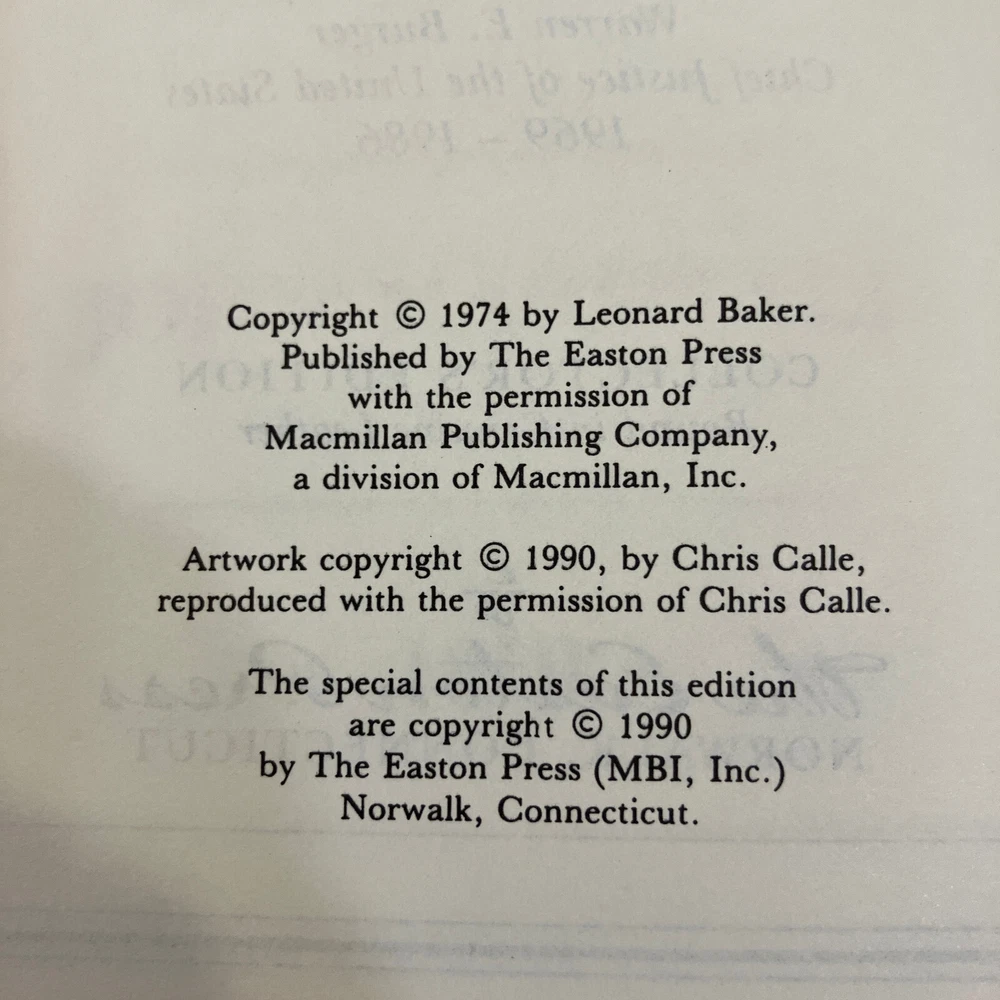 Copyright © 1974 by Leonard Baker.
Published by The Easton Press
with the permission of
Macmillan Publishing Company,
a division of Macmillan, Inc.
Artwork copyright © 1990, by Chris Calle,
reproduced with the permission of Chris Calle.
The special contents of this edition
are copyright © 1990
by The Easton Press (MBI, Inc.)
Norwalk, Connecticut.